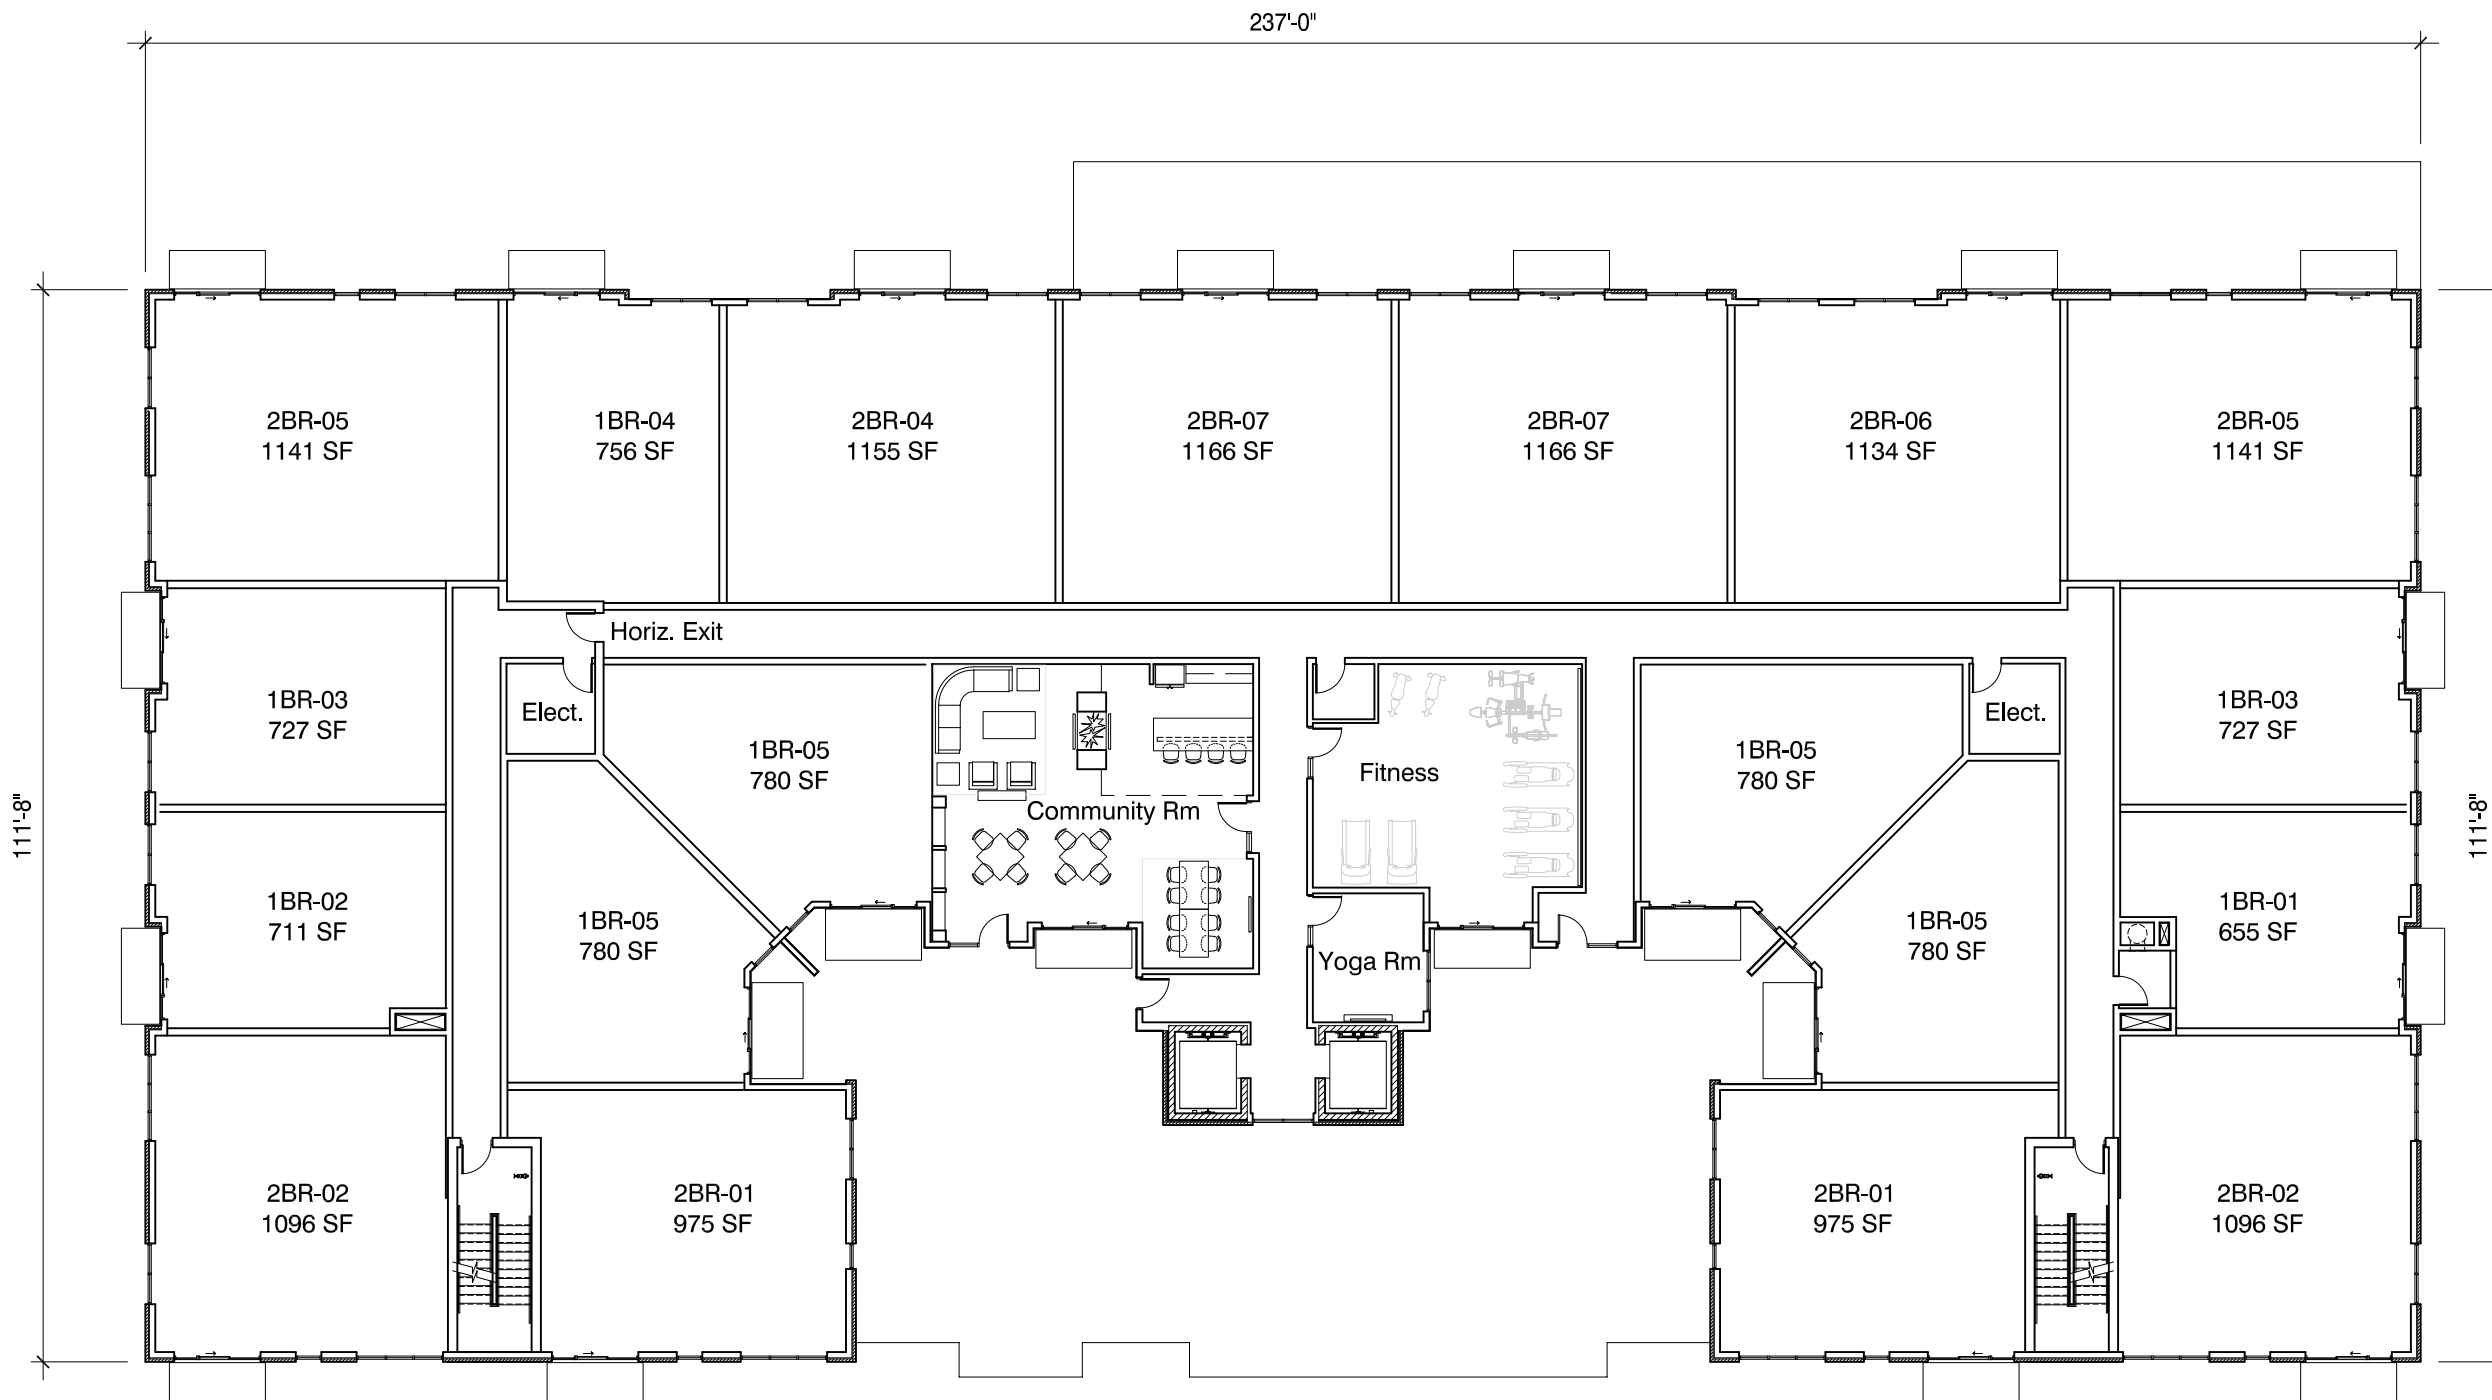 237'-0"
2BR-05
1141 SF
1BR-04
756 SF
2BR-04
1155 SF
2BR-07
1166 SF
2BR-07
1166 SF
2BR-06
1134 SF
2BR-05
1141 SF
Horiz. Exit
1BR-03
727 SF
Elect.
1BR-05
780 SF
Community Rm
Fitness
1BR-05
780 SF
Elect.
1BR-03
727 SF
111'-8"
111'-8"
1BR-02
711 SF
1BR-05
780 SF
Yoga Rm
1BR-05
780 SF
1BR-01
655 SF
2BR-02
1096 SF
2BR-01
975 SF
2BR-01
975 SF
2BR-02
1096 SF